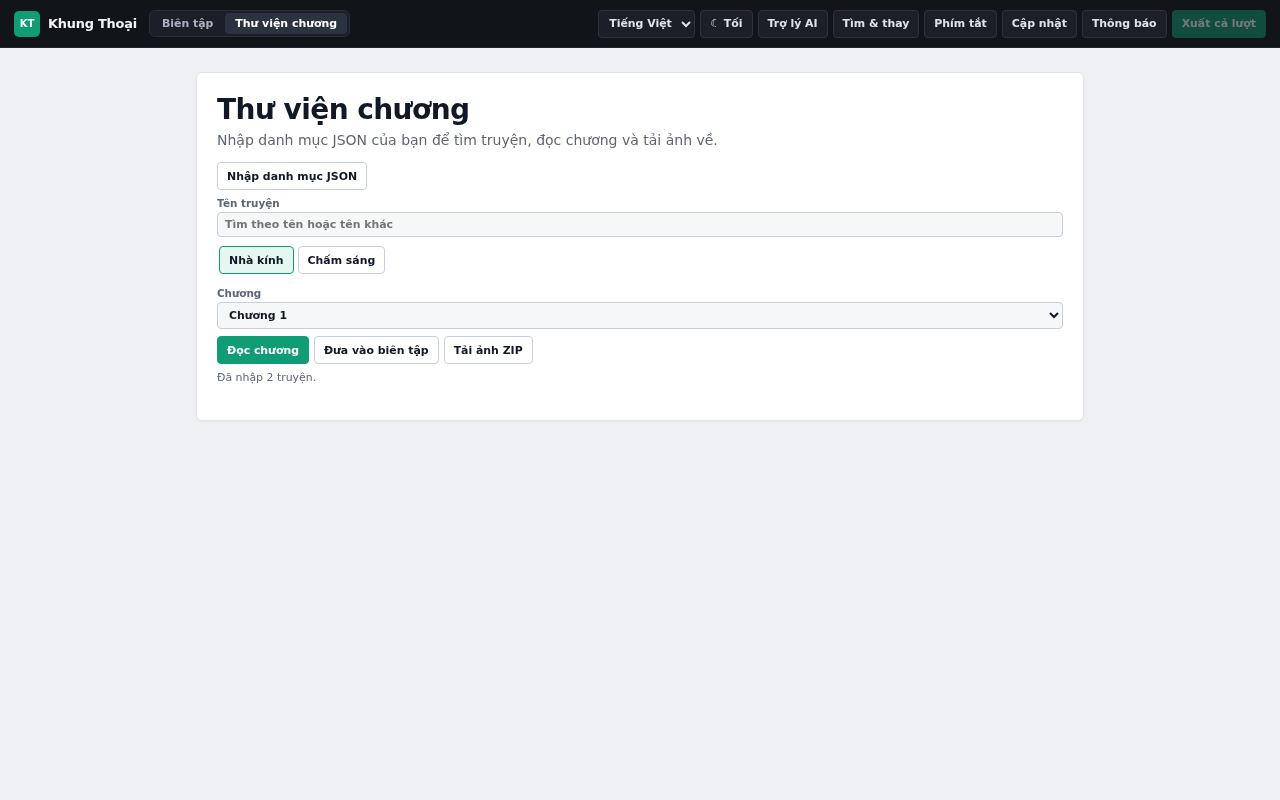 KT Khung Thoại Biên tập Thư viện chương Tiếng Việt ☾ Tối Trợ lý AI Tìm & thay Phím tắt Cập nhật Thông báo Xuất cả lượt
Thư viện chương
Nhập danh mục JSON của bạn để tìm truyện, đọc chương và tải ảnh về.
Nhập danh mục JSON
Tên truyện
Tìm theo tên hoặc tên khác
Nhà kính Chấm sáng
Chương
Chương 1
Đọc chương Đưa vào biên tập Tải ảnh ZIP
Đã nhập 2 truyện.